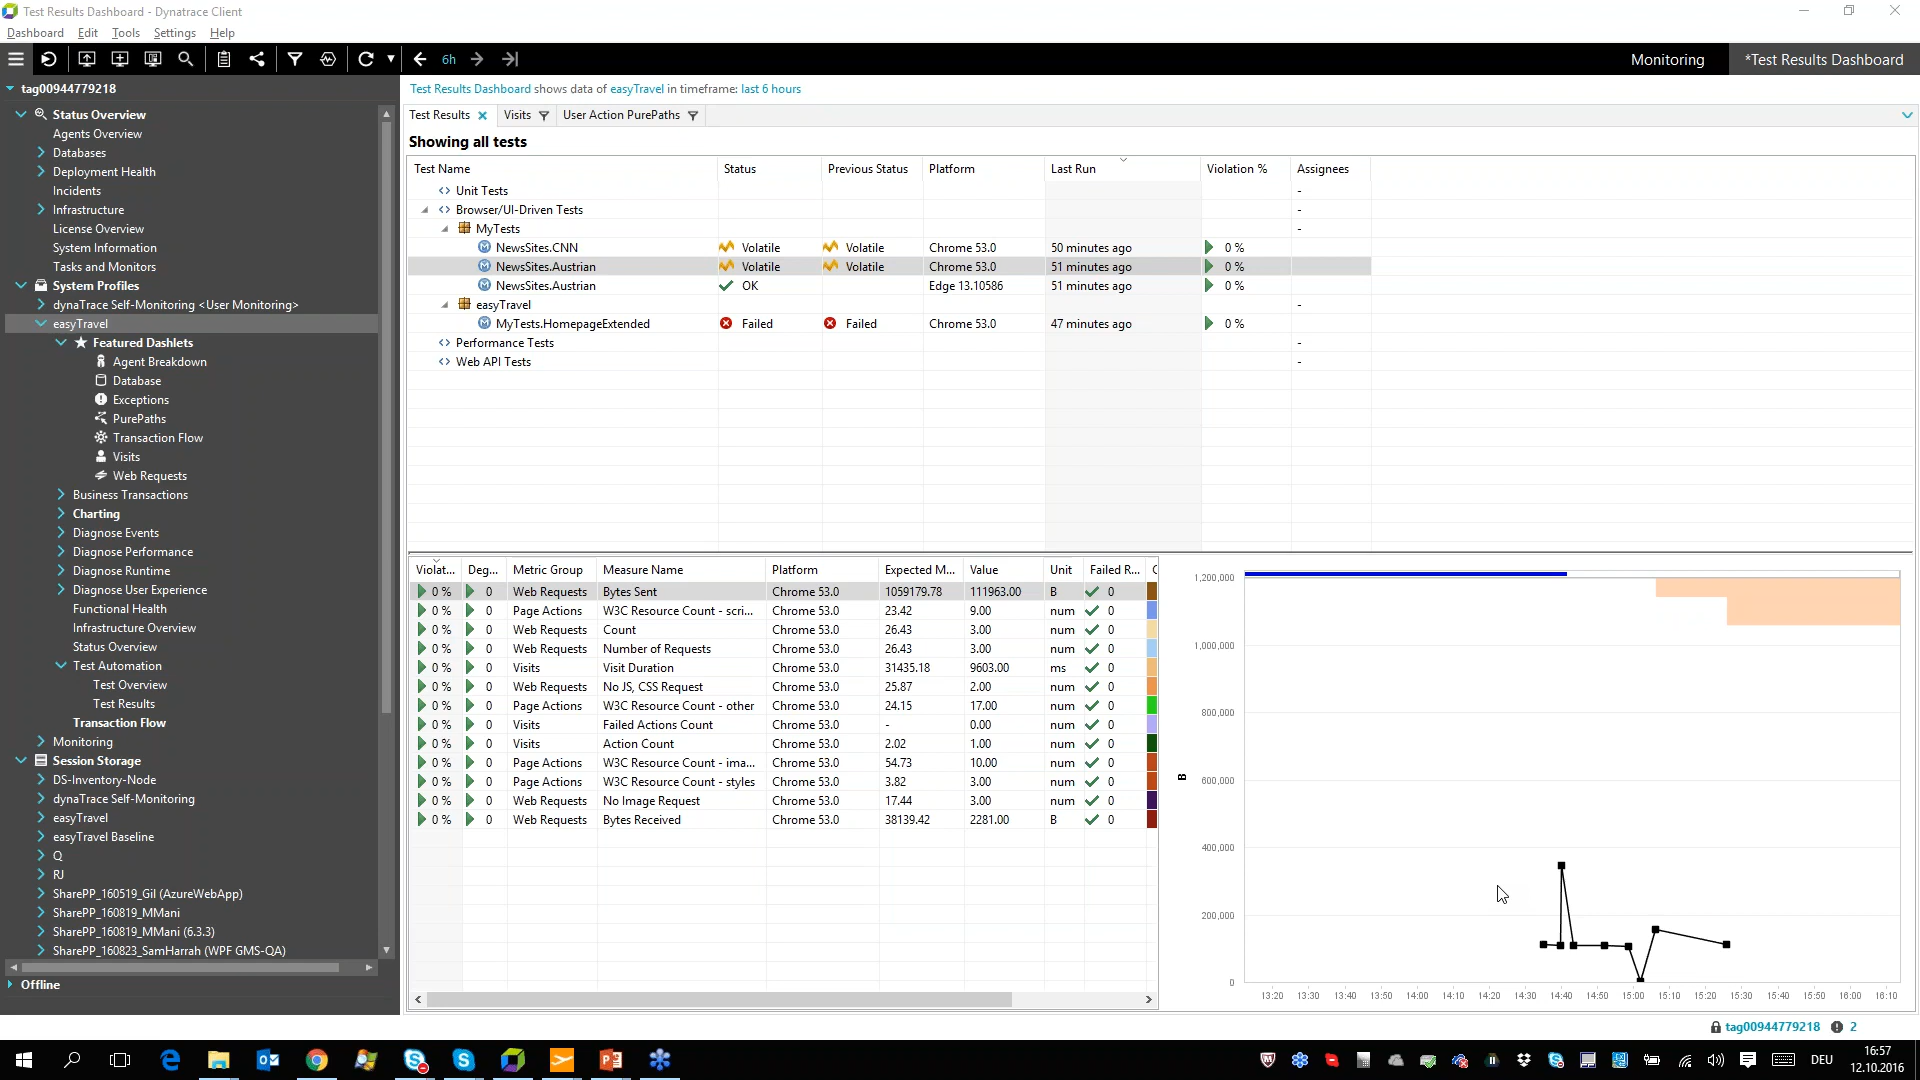 Test Results Dashboard - Dynatrace Client
Dashboard Edit Tools Settings Help
6h
Monitoring
*Test Results Dashboard
tag00944779218
Status Overview
Agents Overview
Databases
Deployment Health
Incidents
Infrastructure
License Overview
System Information
Tasks and Monitors
System Profiles
dynaTrace Self-Monitoring <User Monitoring>
easyTravel
Featured Dashlets
Agent Breakdown
Database
Exceptions
PurePaths
Transaction Flow
Visits
Web Requests
Business Transactions
Charting
Diagnose Events
Diagnose Performance
Diagnose Runtime
Diagnose User Experience
Functional Health
Infrastructure Overview
Status Overview
Test Automation
Test Overview
Test Results
Transaction Flow
Monitoring
Session Storage
DS-Inventory-Node
dynaTrace Self-Monitoring
easyTravel
easyTravel Baseline
Q
RJ
SharePP_160519_Gil (AzureWebApp)
SharePP_160819_MMani
SharePP_160819_MMani (6.3.3)
SharePP_160823_SamHarrah (WPF GMS-QA)
Offline
Test Results Dashboard shows data of easyTravel in timeframe: last 6 hours
Test Results Visits User Action PurePaths
Showing all tests
Test Name Status Previous Status Platform Last Run Violation % Assignees
Unit Tests -
Browser/UI-Driven Tests -
MyTests -
NewsSites.CNN Volatile Volatile Chrome 53.0 50 minutes ago 0 %
NewsSites.Austrian Volatile Volatile Chrome 53.0 51 minutes ago 0 %
NewsSites.Austrian OK Edge 13.10586 51 minutes ago 0 %
easyTravel -
MyTests.HomepageExtended Failed Failed Chrome 53.0 47 minutes ago 0 %
Performance Tests -
Web API Tests -
Violat... Deg... Metric Group Measure Name Platform Expected M... Value Unit Failed R... C
0 % 0 Web Requests Bytes Sent Chrome 53.0 1059179.78 111963.00 B 0
0 % 0 Page Actions W3C Resource Count - scri... Chrome 53.0 23.42 9.00 num 0
0 % 0 Web Requests Count Chrome 53.0 26.43 3.00 num 0
0 % 0 Web Requests Number of Requests Chrome 53.0 26.43 3.00 num 0
0 % 0 Visits Visit Duration Chrome 53.0 31435.18 9603.00 ms 0
0 % 0 Web Requests No JS, CSS Request Chrome 53.0 25.87 2.00 num 0
0 % 0 Page Actions W3C Resource Count - other Chrome 53.0 24.15 17.00 num 0
0 % 0 Visits Failed Actions Count Chrome 53.0 - 0.00 num 0
0 % 0 Visits Action Count Chrome 53.0 2.02 1.00 num 0
0 % 0 Page Actions W3C Resource Count - ima... Chrome 53.0 54.73 10.00 num 0
0 % 0 Page Actions W3C Resource Count - styles Chrome 53.0 3.82 3.00 num 0
0 % 0 Web Requests No Image Request Chrome 53.0 17.44 3.00 num 0
0 % 0 Web Requests Bytes Received Chrome 53.0 38139.42 2281.00 B 0
1,200,000
1,000,000
800,000
600,000
400,000
200,000
0
B
13:20 13:30 13:40 13:50 14:00 14:10 14:20 14:30 14:40 14:50 15:00 15:10 15:20 15:30 15:40 15:50 16:00 16:10
tag00944779218 2
DEU
16:57
12.10.2016